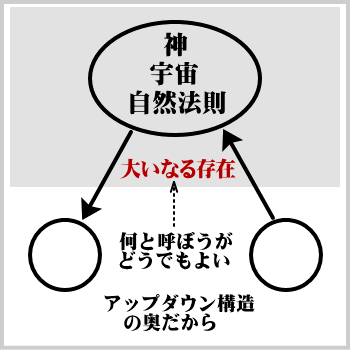 神
宇宙
自然法則
大いなる存在
何と呼ぼうが
どうでもよい
アップダウン構造
の奥だから